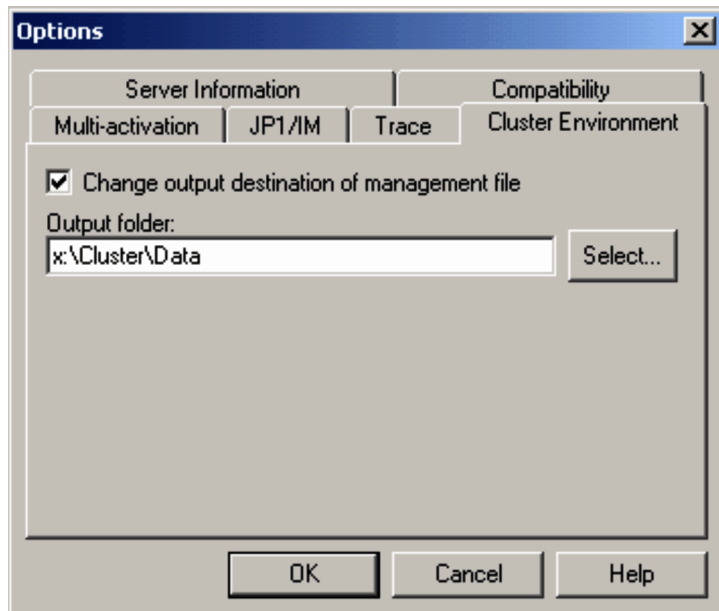 Options
Server Information Compatibility
Multi-activation JP1/IM Trace Cluster Environment
Change output destination of management file
Output folder:
x:\Cluster\Data Select...
OK Cancel Help